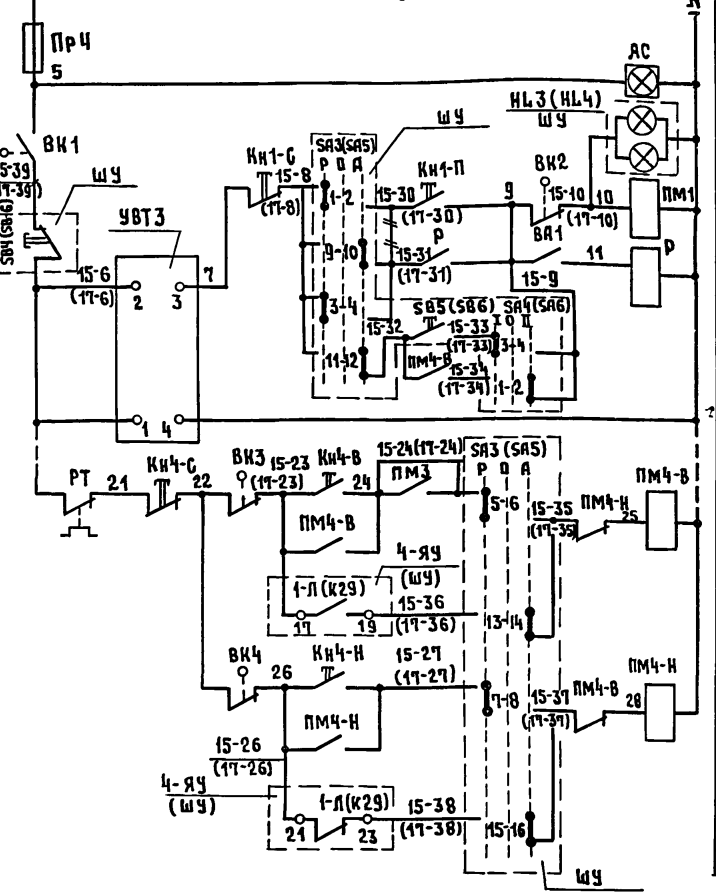 Пр4
5
АС
HL3(HL4)
ШУ
ВК1
15-39
(17-39)
ШУ
SB4(SB6)
УВТ3
15-6
(17-6)
2
3
7
1
4
Кн1-С
15-8
(17-8)
SA3(SA5)
Р О А
ШУ
1-2
9-10
3-4
11-12
15-30
(17-30)
Кн1-П
15-31
(17-31)
Р
15-32
9
ВК2
15-10
(17-10)
10
ПМ1
ВА1
11
Р
15-9
SB5(SB6)
SA4(SA6)
I О II
15-33
(17-33)
3-4
ПМ4-В
15-34
(17-34)
1-2
РТ
21
Кн4-С
22
ВК3
15-23
(17-23)
Кн4-В
24
15-24(17-24)
ПМ3
SA3(SA5)
Р О А
5-6
ПМ4-В
15-35
(17-35)
ПМ4-Н
25
ПМ4-В
4-ЯУ
(ШУ)
1-Л(К29)
17
19
15-36
(17-36)
13-14
ВК4
26
Кн4-Н
15-27
(17-27)
7-8
15-37
(17-37)
ПМ4-В
28
ПМ4-Н
ПМ4-Н
15-26
(17-26)
4-ЯУ
(ШУ)
1-Л(К29)
21
23
15-38
(17-38)
15-16
ШУ